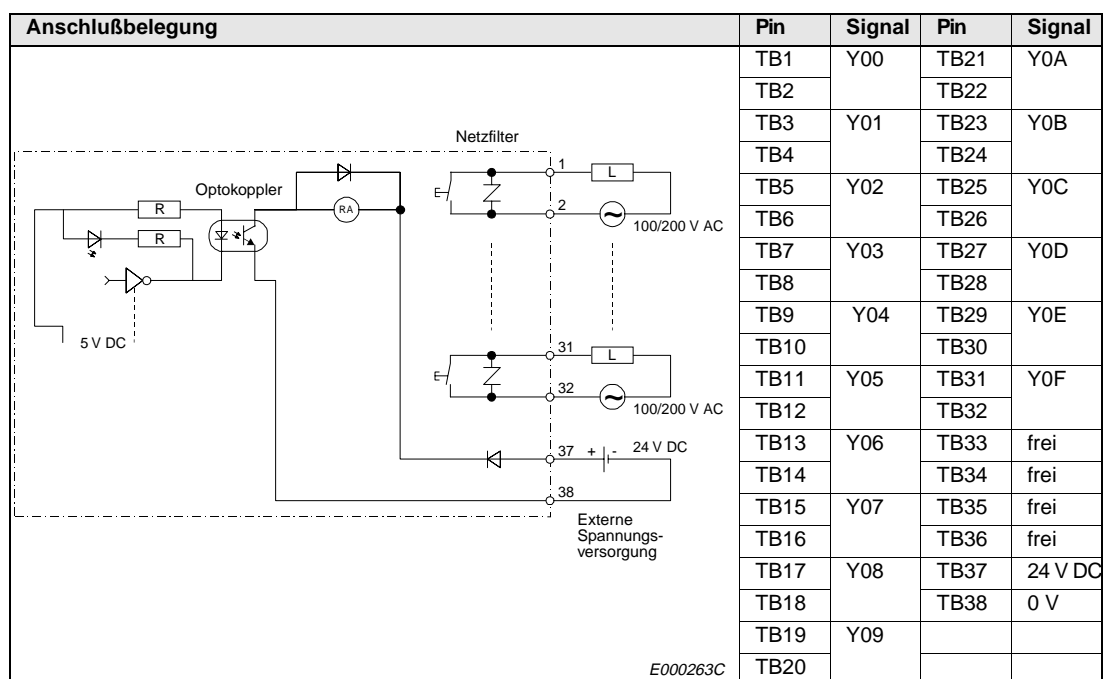 Anschlußbelegung Pin Signal Pin Signal
TB1 Y00 TB21 Y0A
TB2 TB22
TB3 Y01 TB23 Y0B
TB4 TB24
TB5 Y02 TB25 Y0C
TB6 TB26
TB7 Y03 TB27 Y0D
TB8 TB28
TB9 Y04 TB29 Y0E
TB10 TB30
TB11 Y05 TB31 Y0F
TB12 TB32
TB13 Y06 TB33 frei
TB14 TB34 frei
TB15 Y07 TB35 frei
TB16 TB36 frei
TB17 Y08 TB37 24 V DC
TB18 TB38 0 V
TB19 Y09
TB20
Netzfilter
Optokoppler
1
L
R
RA
2
100/200 V AC
R
5 V DC
31
L
32
100/200 V AC
37 + - 24 V DC
38
Externe
Spannungs-
versorgung
E000263C